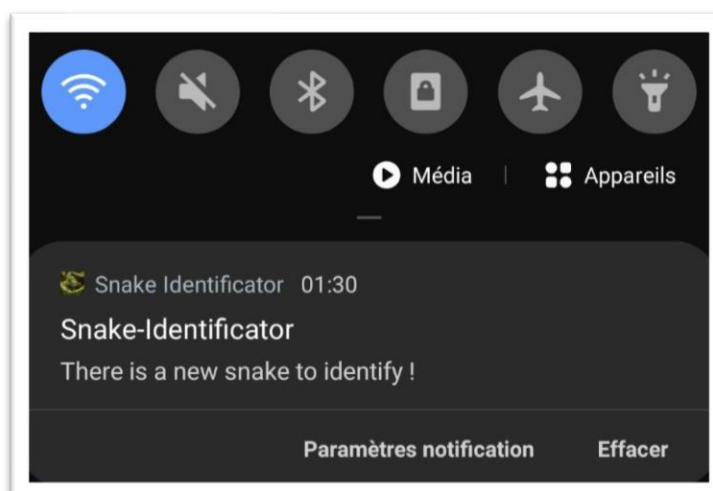 Média | Appareils
Snake Identificator 01:30
Snake-Identificator
There is a new snake to identify !
Paramètres notification Effacer